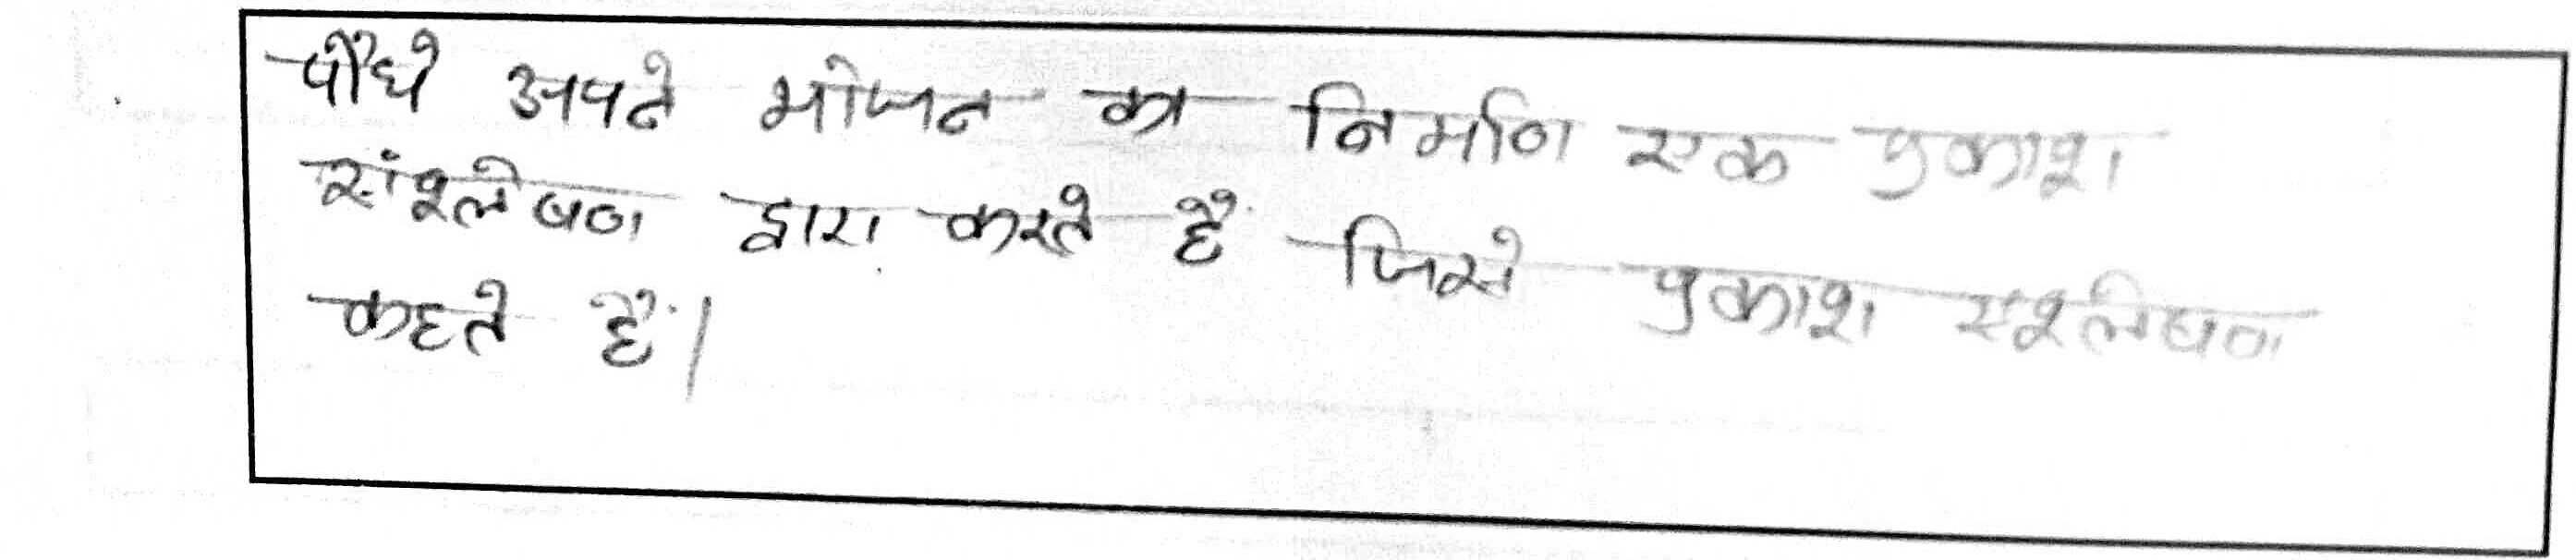 पौधे अपने भोजन का निर्माण एक प्रकाश
संश्लेषण द्वारा करते है जिसे प्रकाश संश्लेषण
कहते है।